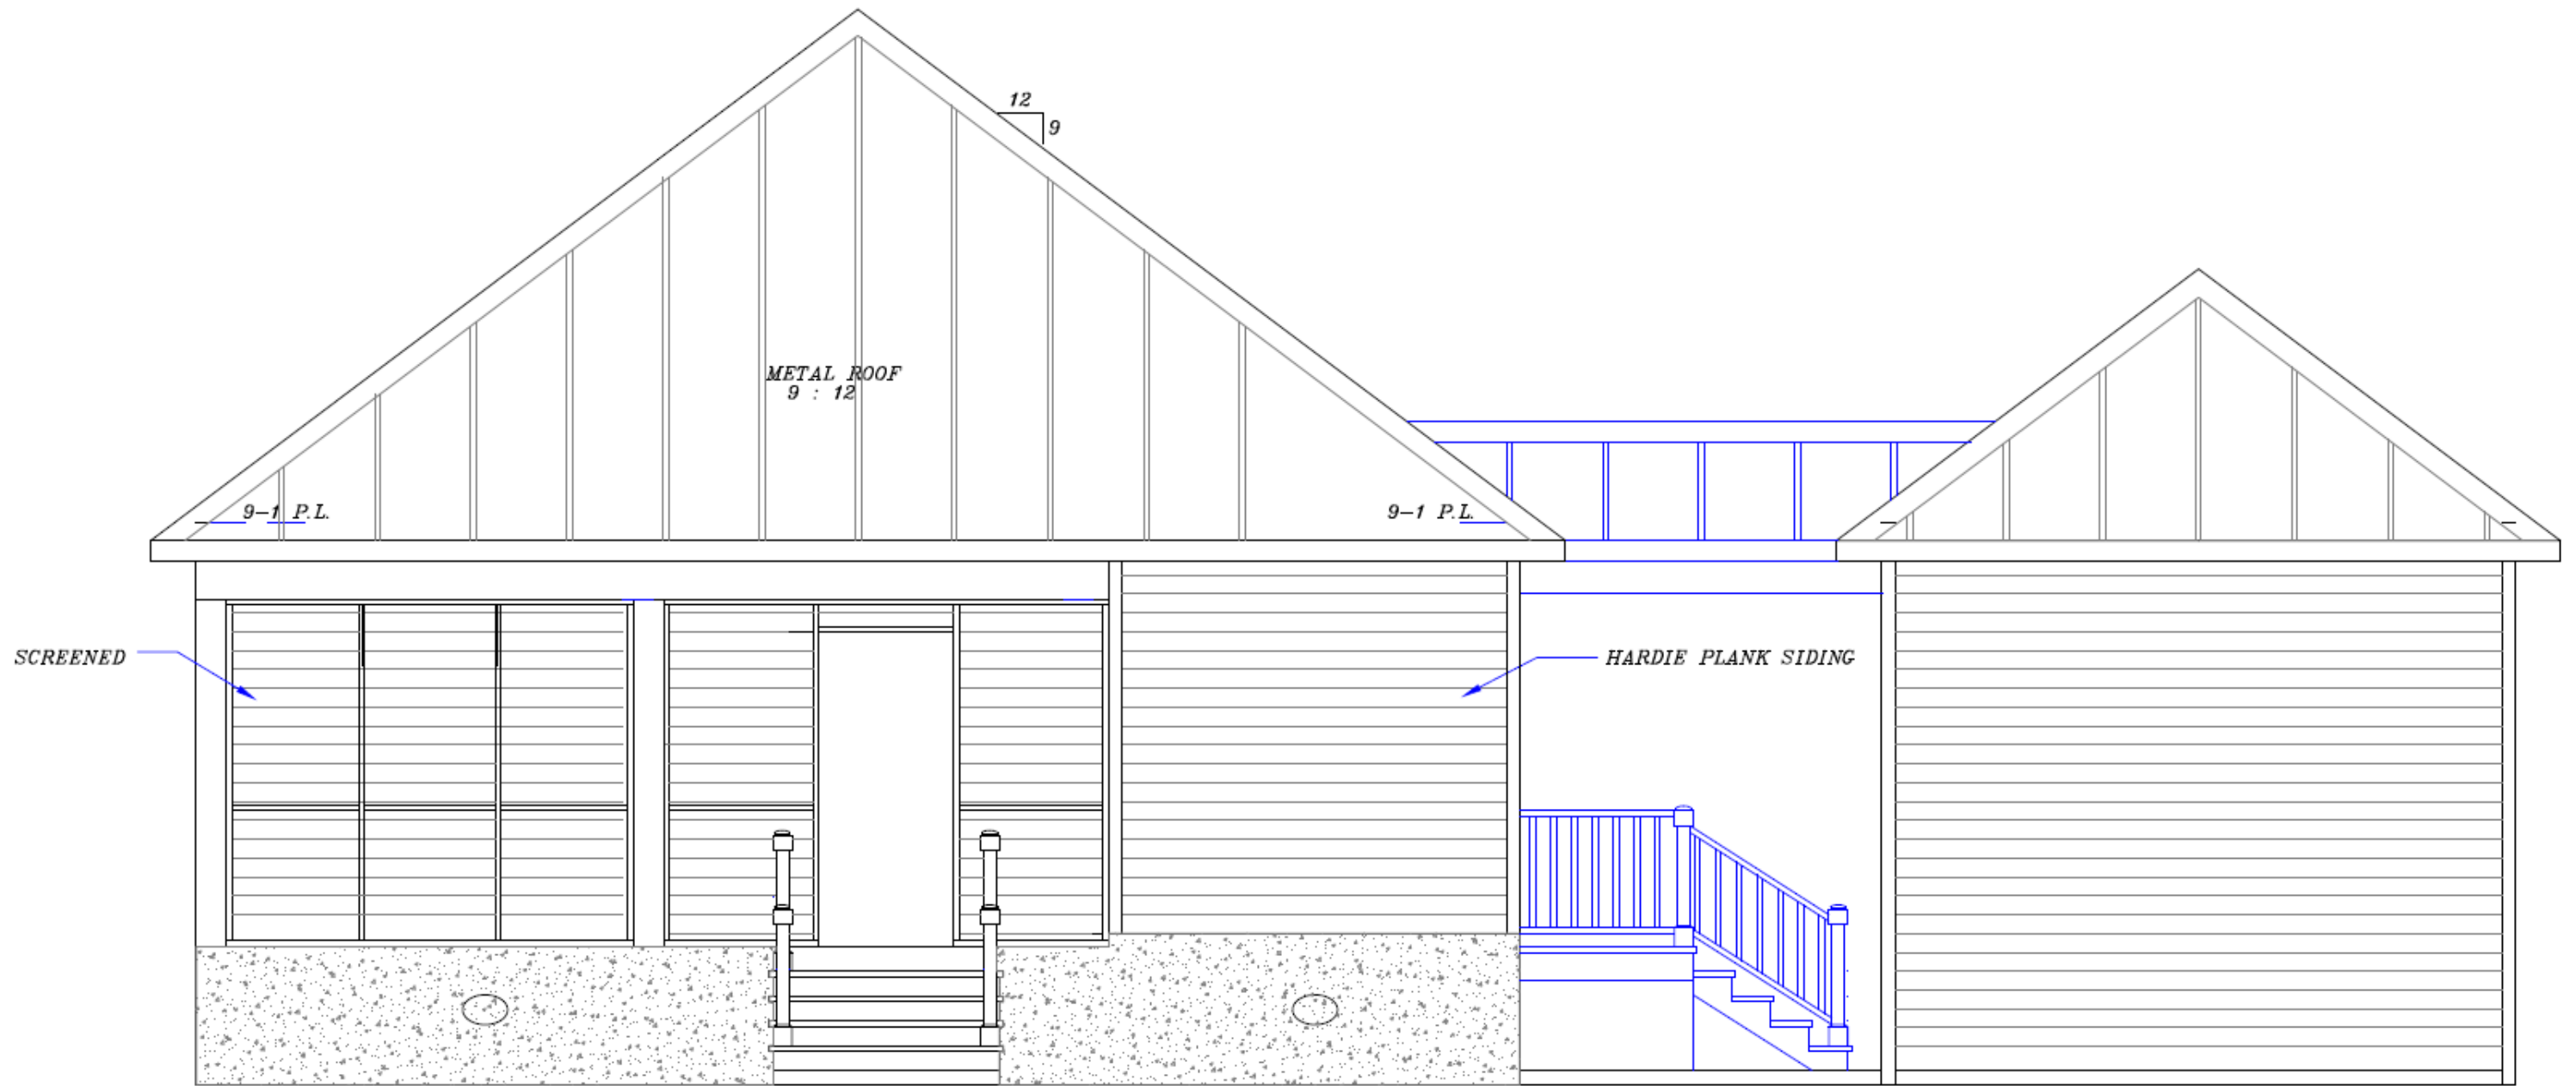 12
9
METAL ROOF
9 : 12
9-1 P.L.
9-1 P.L.
SCREENED
HARDIE PLANK SIDING